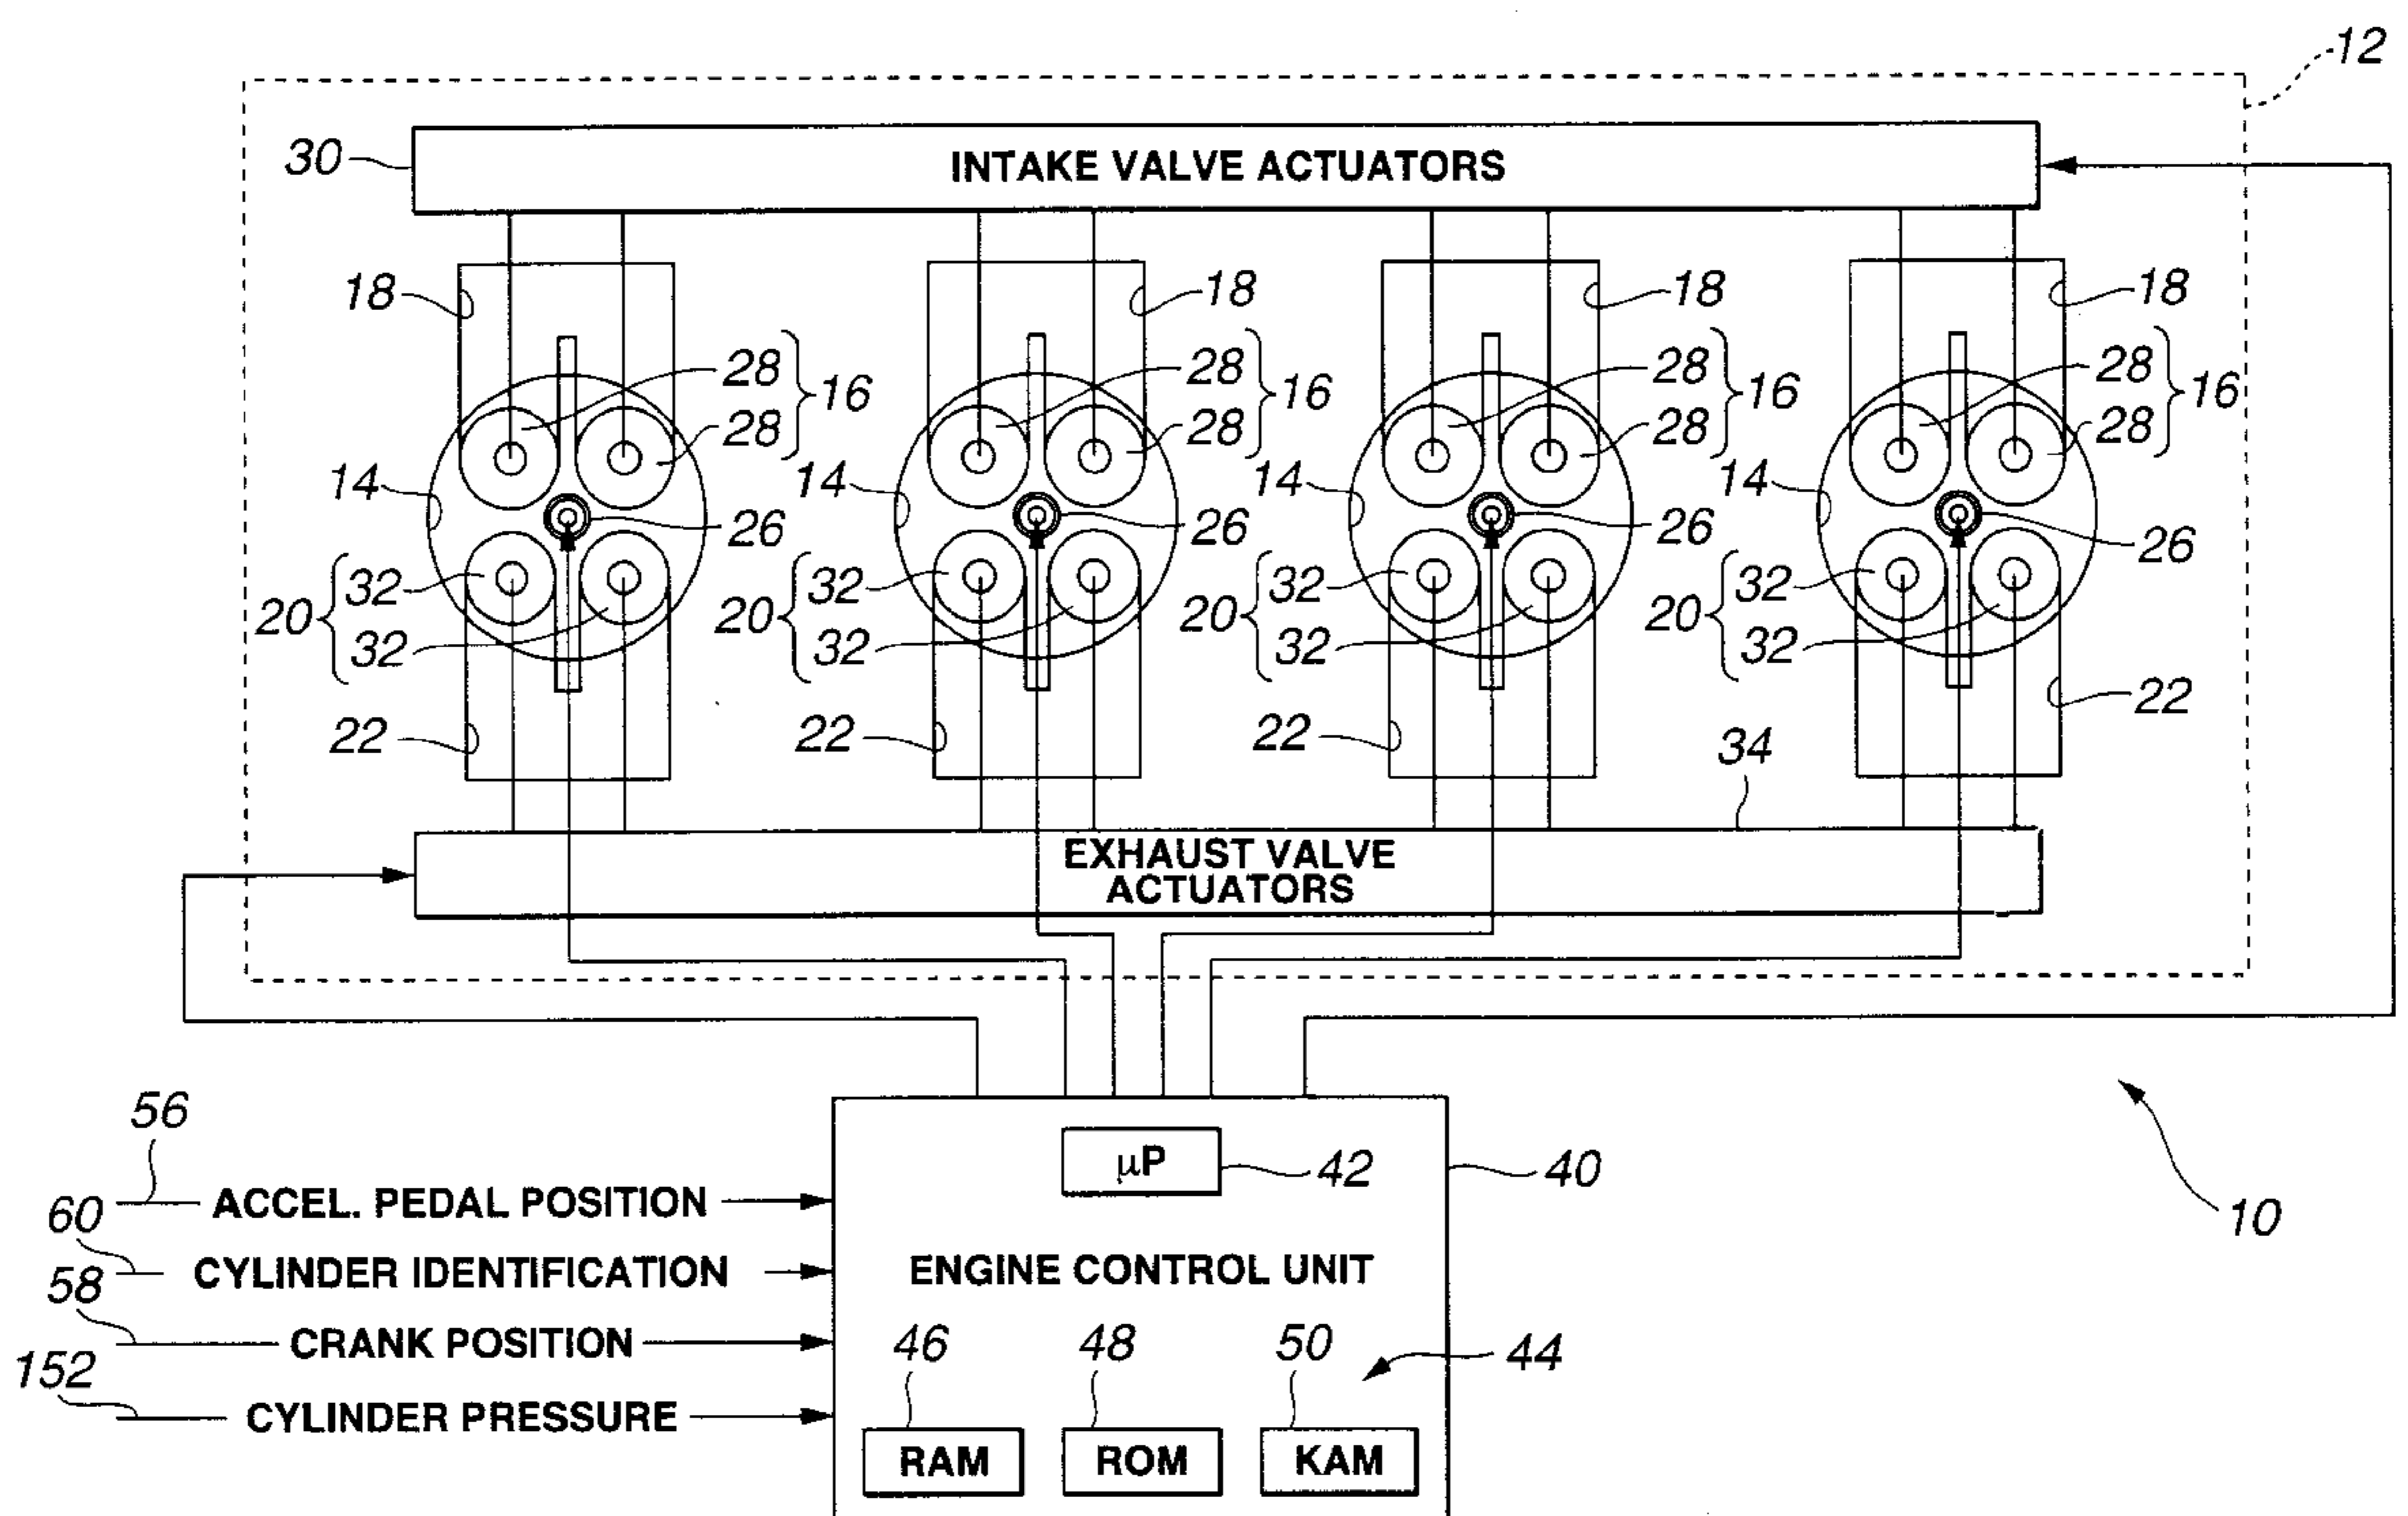 12
30
INTAKE VALVE ACTUATORS
18 18 18 18
28 28 28 28
16 16 16 16
28 28 28 28
14 14 14 14
26 26 26 26
32 32 32 32
20 20 20 20
32 32 32 32
22 22 22 22
34
EXHAUST VALVE
ACTUATORS
56
µP 42 40
ACCEL. PEDAL POSITION
10
60
CYLINDER IDENTIFICATION
ENGINE CONTROL UNIT
58
CRANK POSITION
46 48 50 44
152
CYLINDER PRESSURE
RAM ROM KAM